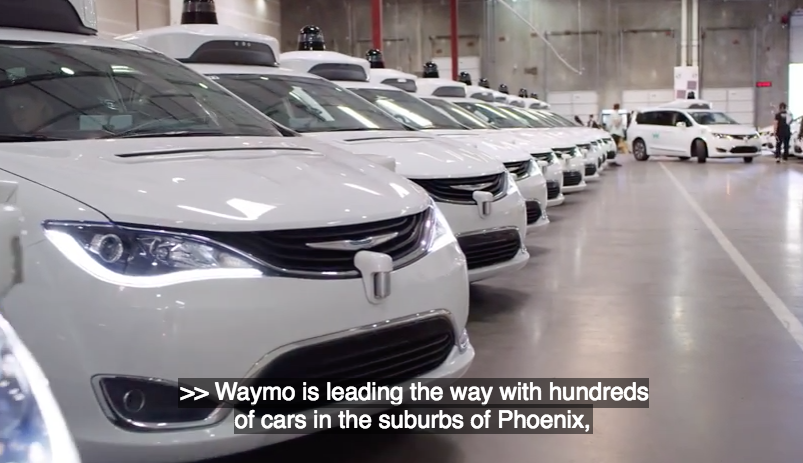 >> Waymo is leading the way with hundreds
of cars in the suburbs of Phoenix,